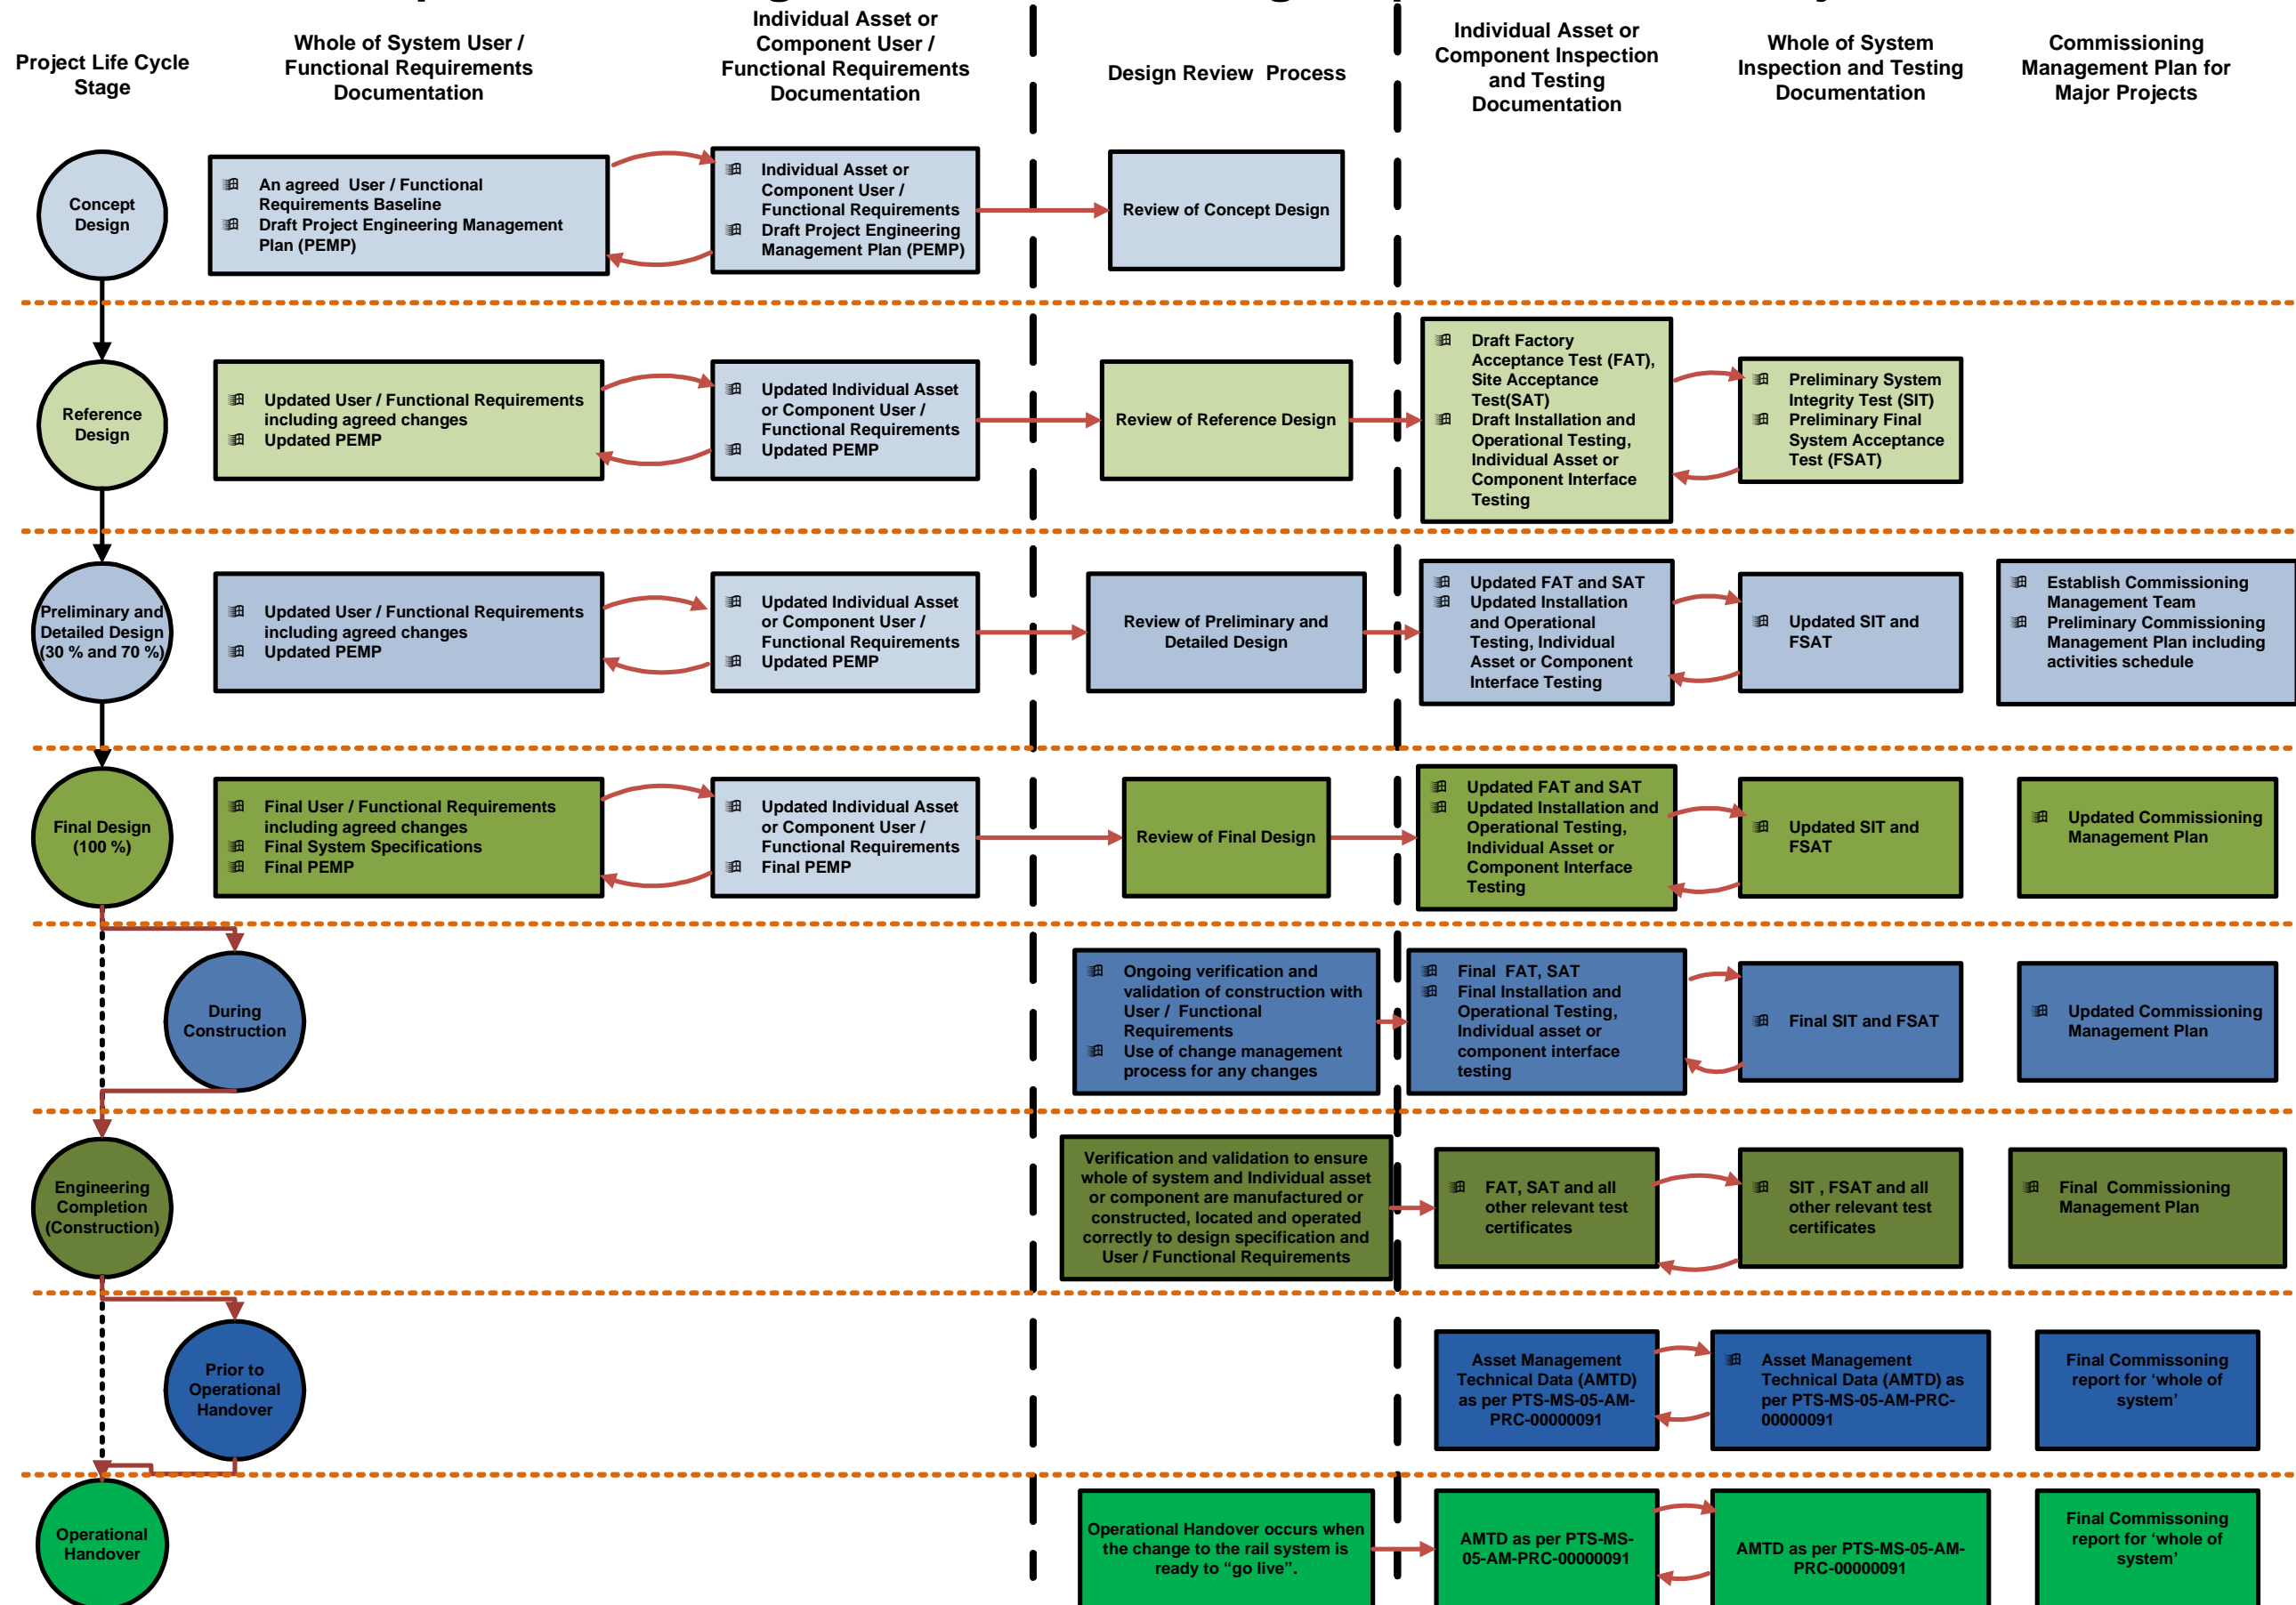 Project Life Cycle
Stage
Whole of System User /
Functional Requirements
Documentation
Individual Asset or
Component User /
Functional Requirements
Documentation
Design Review Process
Individual Asset or
Component Inspection
and Testing
Documentation
Whole of System
Inspection and Testing
Documentation
Commissioning
Management Plan for
Major Projects
Concept
Design
An agreed User / Functional
Requirements Baseline
Draft Project Engineering Management
Plan (PEMP)
Individual Asset or
Component User /
Functional Requirements
Draft Project Engineering
Management Plan (PEMP)
Review of Concept Design
Reference
Design
Updated User / Functional Requirements
including agreed changes
Updated PEMP
Updated Individual Asset
or Component User /
Functional Requirements
Updated PEMP
Review of Reference Design
Draft Factory
Acceptance Test (FAT),
Site Acceptance
Test(SAT)
Draft Installation and
Operational Testing,
Individual Asset or
Component Interface
Testing
Preliminary System
Integrity Test (SIT)
Preliminary Final
System Acceptance
Test (FSAT)
Preliminary and
Detailed Design
(30 % and 70 %)
Updated User / Functional Requirements
including agreed changes
Updated PEMP
Updated Individual Asset
or Component User /
Functional Requirements
Updated PEMP
Review of Preliminary and
Detailed Design
Updated FAT and SAT
Updated Installation
and Operational
Testing, Individual
Asset or Component
Interface Testing
Updated SIT and
FSAT
Establish Commissioning
Management Team
Preliminary Commissioning
Management Plan including
activities schedule
Final Design
(100 %)
Final User / Functional Requirements
including agreed changes
Final System Specifications
Final PEMP
Updated Individual Asset
or Component User /
Functional Requirements
Final PEMP
Review of Final Design
Updated FAT and SAT
Updated Installation and
Operational Testing,
Individual Asset or
Component Interface
Testing
Updated SIT and
FSAT
Updated Commissioning
Management Plan
During
Construction
Ongoing verification and
validation of construction with
User / Functional
Requirements
Use of change management
process for any changes
Final FAT, SAT
Final Installation and
Operational Testing,
Individual asset or
component interface
testing
Final SIT and FSAT
Updated Commissioning
Management Plan
Engineering
Completion
(Construction)
Verification and validation to ensure
whole of system and Individual asset
or component are manufactured or
constructed, located and operated
correctly to design specification and
User / Functional Requirements
FAT, SAT and all
other relevant test
certificates
SIT , FSAT and all
other relevant test
certificates
Final Commissioning
Management Plan
Prior to
Operational
Handover
Asset Management
Technical Data (AMTD)
as per PTS-MS-05-AM-
PRC-00000091
Asset Management
Technical Data (AMTD) as
per PTS-MS-05-AM-PRC-
00000091
Final Commissoning
report for ‘whole of
system’
Operational
Handover
Operational Handover occurs when
the change to the rail system is
ready to “go live”.
AMTD as per PTS-MS-
05-AM-PRC-00000091
AMTD as per PTS-MS-05-AM-
PRC-00000091
Final Commissoning
report for ‘whole of
system’